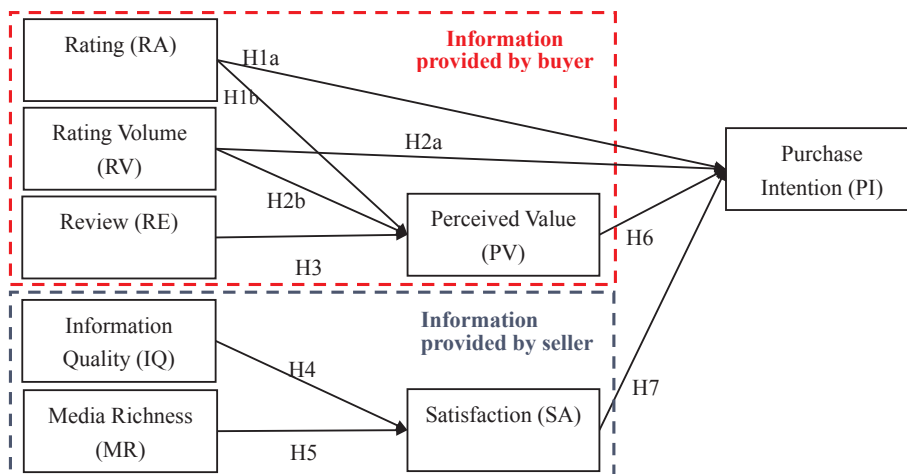 Rating (RA)
Information
provided by buyer
H1a
H1b
Rating Volume
(RV)
H2a
Purchase
Intention (PI)
H2b
Review (RE)
Perceived Value
(PV)
H6
H3
Information
Quality (IQ)
Information
provided by seller
H4
H7
Media Richness
(MR)
Satisfaction (SA)
H5